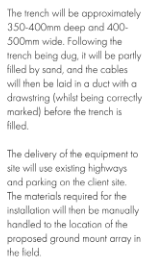 The trench will be approximately
350-400mm deep and 400-
500mm wide. Following the
trench being dug, it will be partly
filled by sand, and the cables
will then be laid in a duct with a
drawstring (whilst being correctly
marked) before the trench is
filled.

The delivery of the equipment to
site will use existing highways
and parking on the client site.
The materials required for the
installation will then be manually
handled to the location of the
proposed ground mount array in
the field.